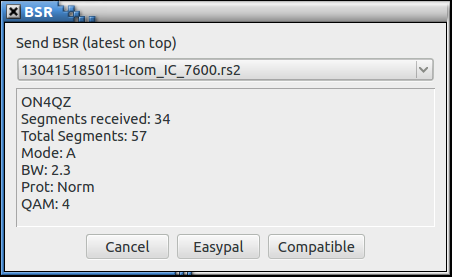 BSR
Send BSR (latest on top)
130415185011-Icom_IC_7600.rs2
ON4QZ
Segments received: 34
Total Segments: 57
Mode: A
BW: 2.3
Prot: Norm
QAM: 4
Cancel Easypal Compatible